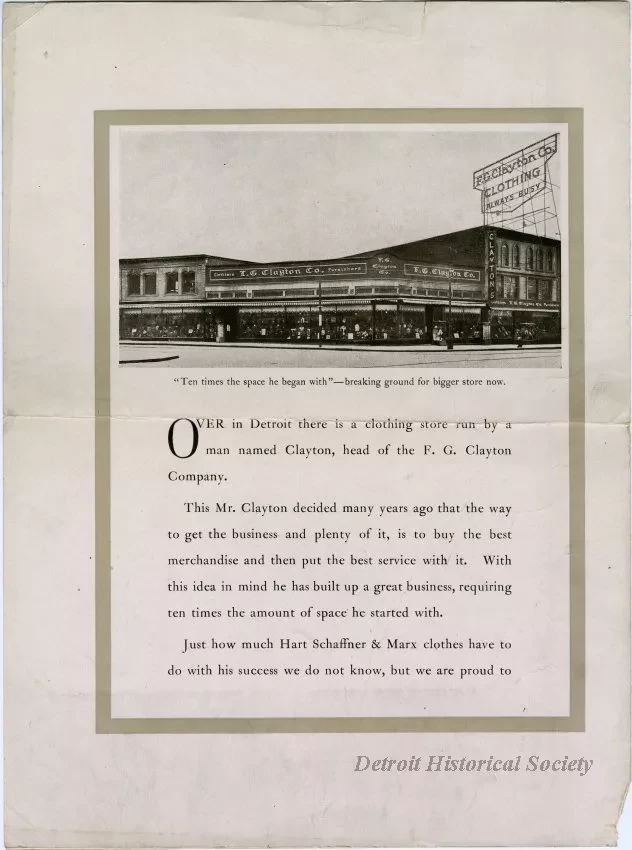 F.G. Clayton Co.
CLOTHING
ALWAYS BUSY
CLAYTONS
Clothiers F.G. Clayton Co. Furnishers
F.G. Clayton Co.
F.G. Clayton Co.
F.G. Clayton Co.
"Ten times the space he began with"—breaking ground for bigger store now.
OVER in Detroit there is a clothing store run by a
man named Clayton, head of the F. G. Clayton
Company.
This Mr. Clayton decided many years ago that the way
to get the business and plenty of it, is to buy the best
merchandise and then put the best service with it. With
this idea in mind he has built up a great business, requiring
ten times the amount of space he started with.
Just how much Hart Schaffner & Marx clothes have to
do with his success we do not know, but we are proud to
Detroit Historical Society